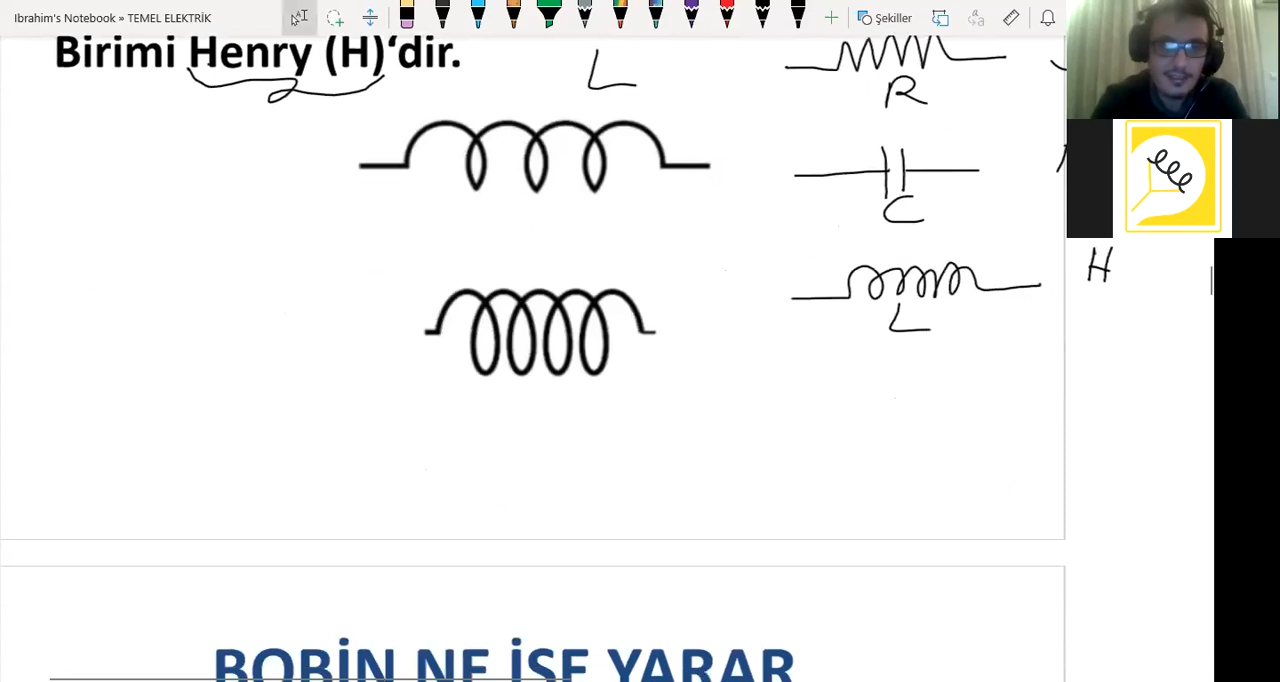 Ibrahim's Notebook » TEMEL ELEKTRİK
Şekiller
Birimi Henry (H)‘dir.
L
R
C
L
H
BOBİN NE İŞE YARAR